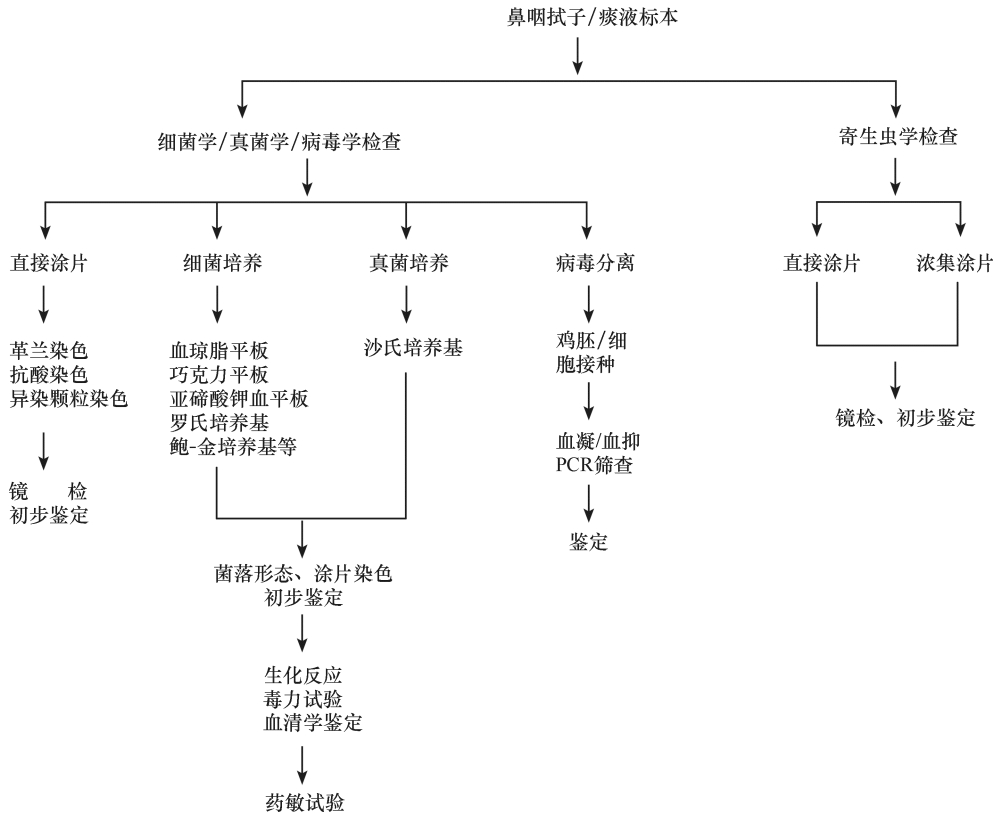 鼻咽拭子/痰液标本
细菌学/真菌学/病毒学检查
寄生虫学检查
直接涂片
细菌培养
真菌培养
病毒分离
直接涂片
浓集涂片
革兰染色
抗酸染色
异染颗粒染色
血琼脂平板
巧克力平板
亚碲酸钾血平板
罗氏培养基
鲍-金培养基等
沙氏培养基
鸡胚/细
胞接种
镜检、初步鉴定
血凝/血抑
PCR筛查
镜 检
初步鉴定
鉴定
菌落形态、涂片染色
初步鉴定
生化反应
毒力试验
血清学鉴定
药敏试验